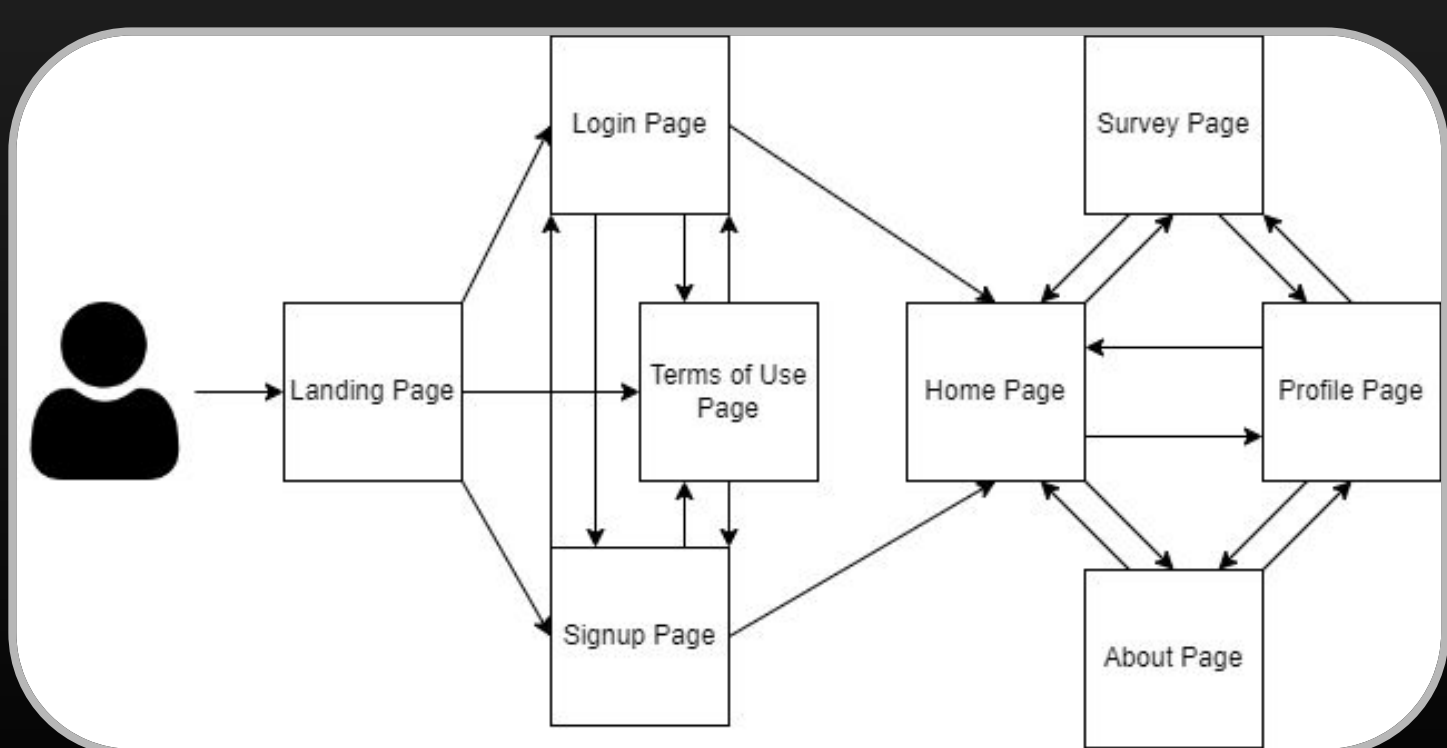 Login Page
Survey Page
Landing Page
Terms of Use
Page
Home Page
Profile Page
Signup Page
About Page